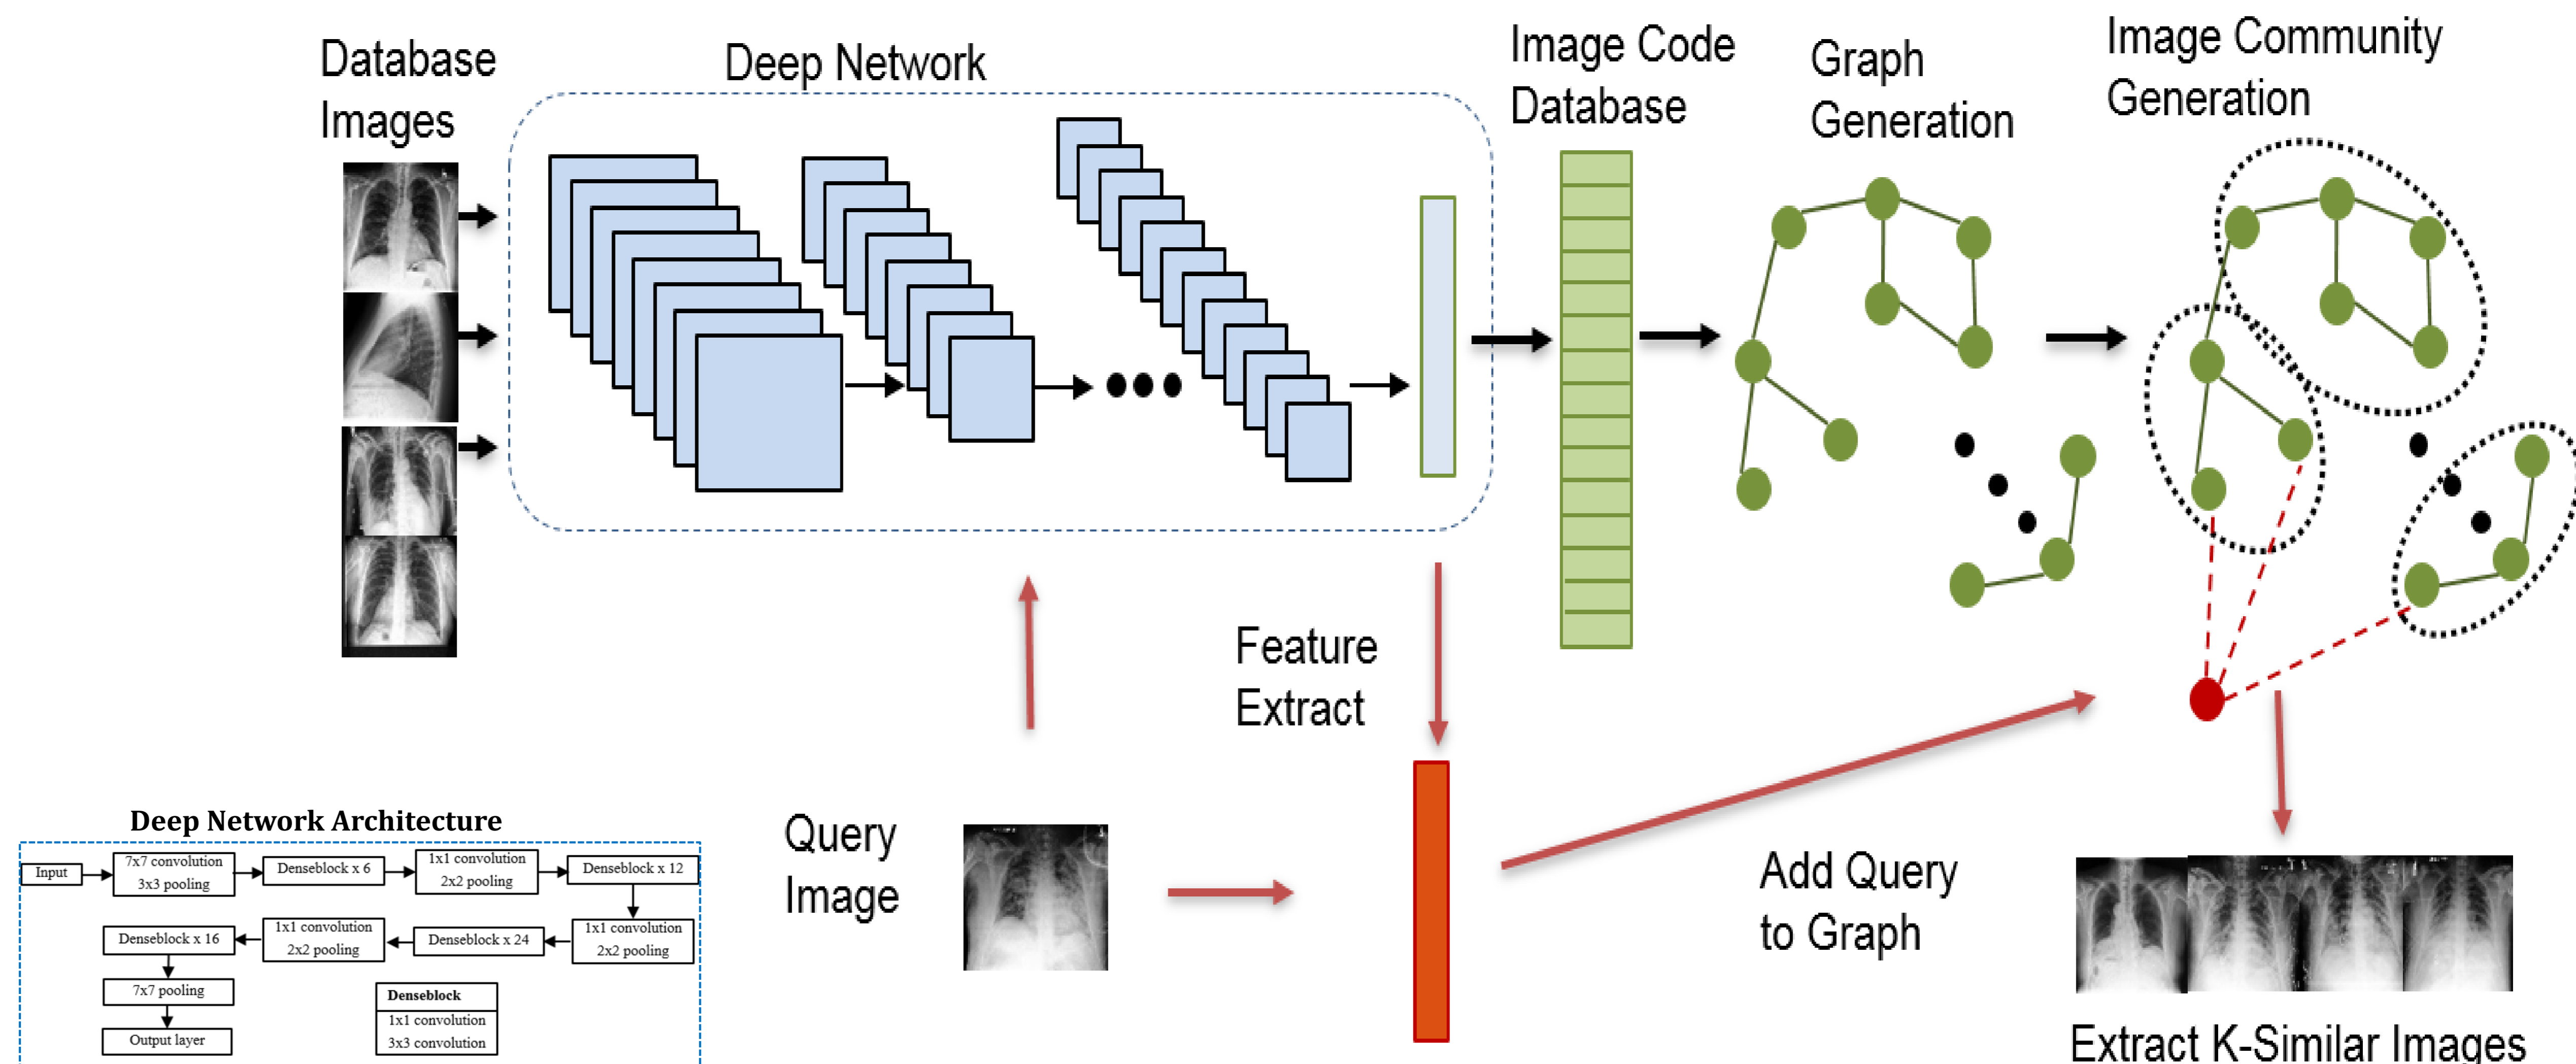 Database
Images
Deep Network
Image Code
Database
Graph
Generation
Image Community
Generation
Feature
Extract
Query
Image
Add Query
to Graph
Extract K-Similar Images
Deep Network Architecture
Input
7x7 convolution
3x3 pooling
Denseblock x 6
1x1 convolution
2x2 pooling
Denseblock x 12
1x1 convolution
2x2 pooling
Denseblock x 24
1x1 convolution
2x2 pooling
Denseblock x 16
7x7 pooling
Output layer
Denseblock
1x1 convolution
3x3 convolution